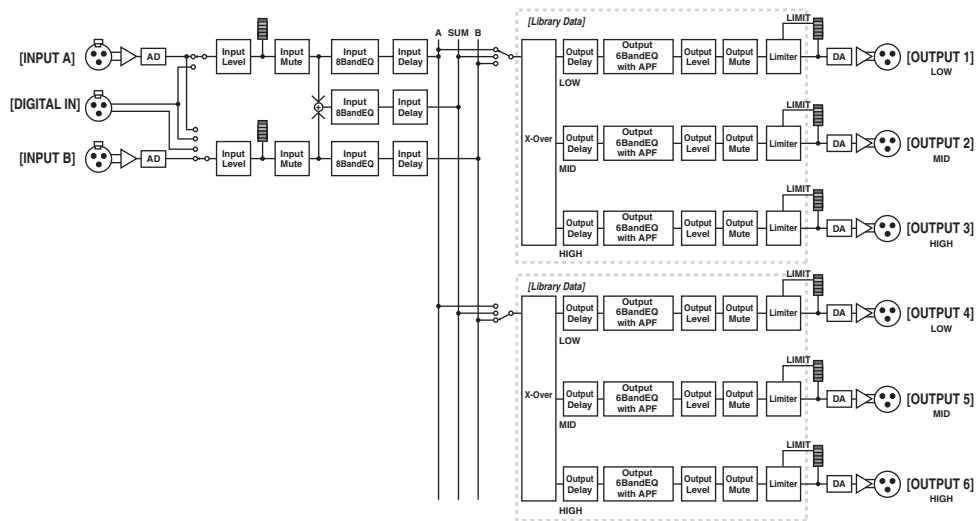 [Library Data]
LIMIT
A SUM B
[INPUT A]
AD
Input
Level
Input
Mute
Input
8BandEQ
Input
Delay
Output
Delay
Output
6BandEQ
with APF
Output
Level
Output
Mute
Limiter
DA
[OUTPUT 1]
LOW
LOW
[DIGITAL IN]
Input
8BandEQ
Input
Delay
LIMIT
[INPUT B]
AD
Input
Level
Input
Mute
Input
8BandEQ
Input
Delay
X-Over
Output
Delay
Output
6BandEQ
with APF
Output
Level
Output
Mute
Limiter
DA
[OUTPUT 2]
MID
MID
LIMIT
Output
Delay
Output
6BandEQ
with APF
Output
Level
Output
Mute
Limiter
DA
[OUTPUT 3]
HIGH
HIGH
[Library Data]
LIMIT
Output
Delay
Output
6BandEQ
with APF
Output
Level
Output
Mute
Limiter
DA
[OUTPUT 4]
LOW
LOW
LIMIT
X-Over
Output
Delay
Output
6BandEQ
with APF
Output
Level
Output
Mute
Limiter
DA
[OUTPUT 5]
MID
MID
LIMIT
Output
Delay
Output
6BandEQ
with APF
Output
Level
Output
Mute
Limiter
DA
[OUTPUT 6]
HIGH
HIGH